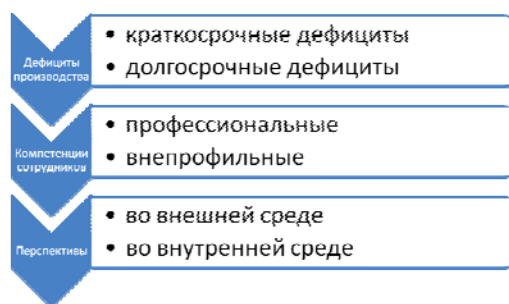 Дефициты
производства
• краткосрочные дефициты
• долгосрочные дефициты
Компетенции
сотрудников
• профессиональные
• внепрофильные
Перспективы
• во внешней среде
• во внутренней среде